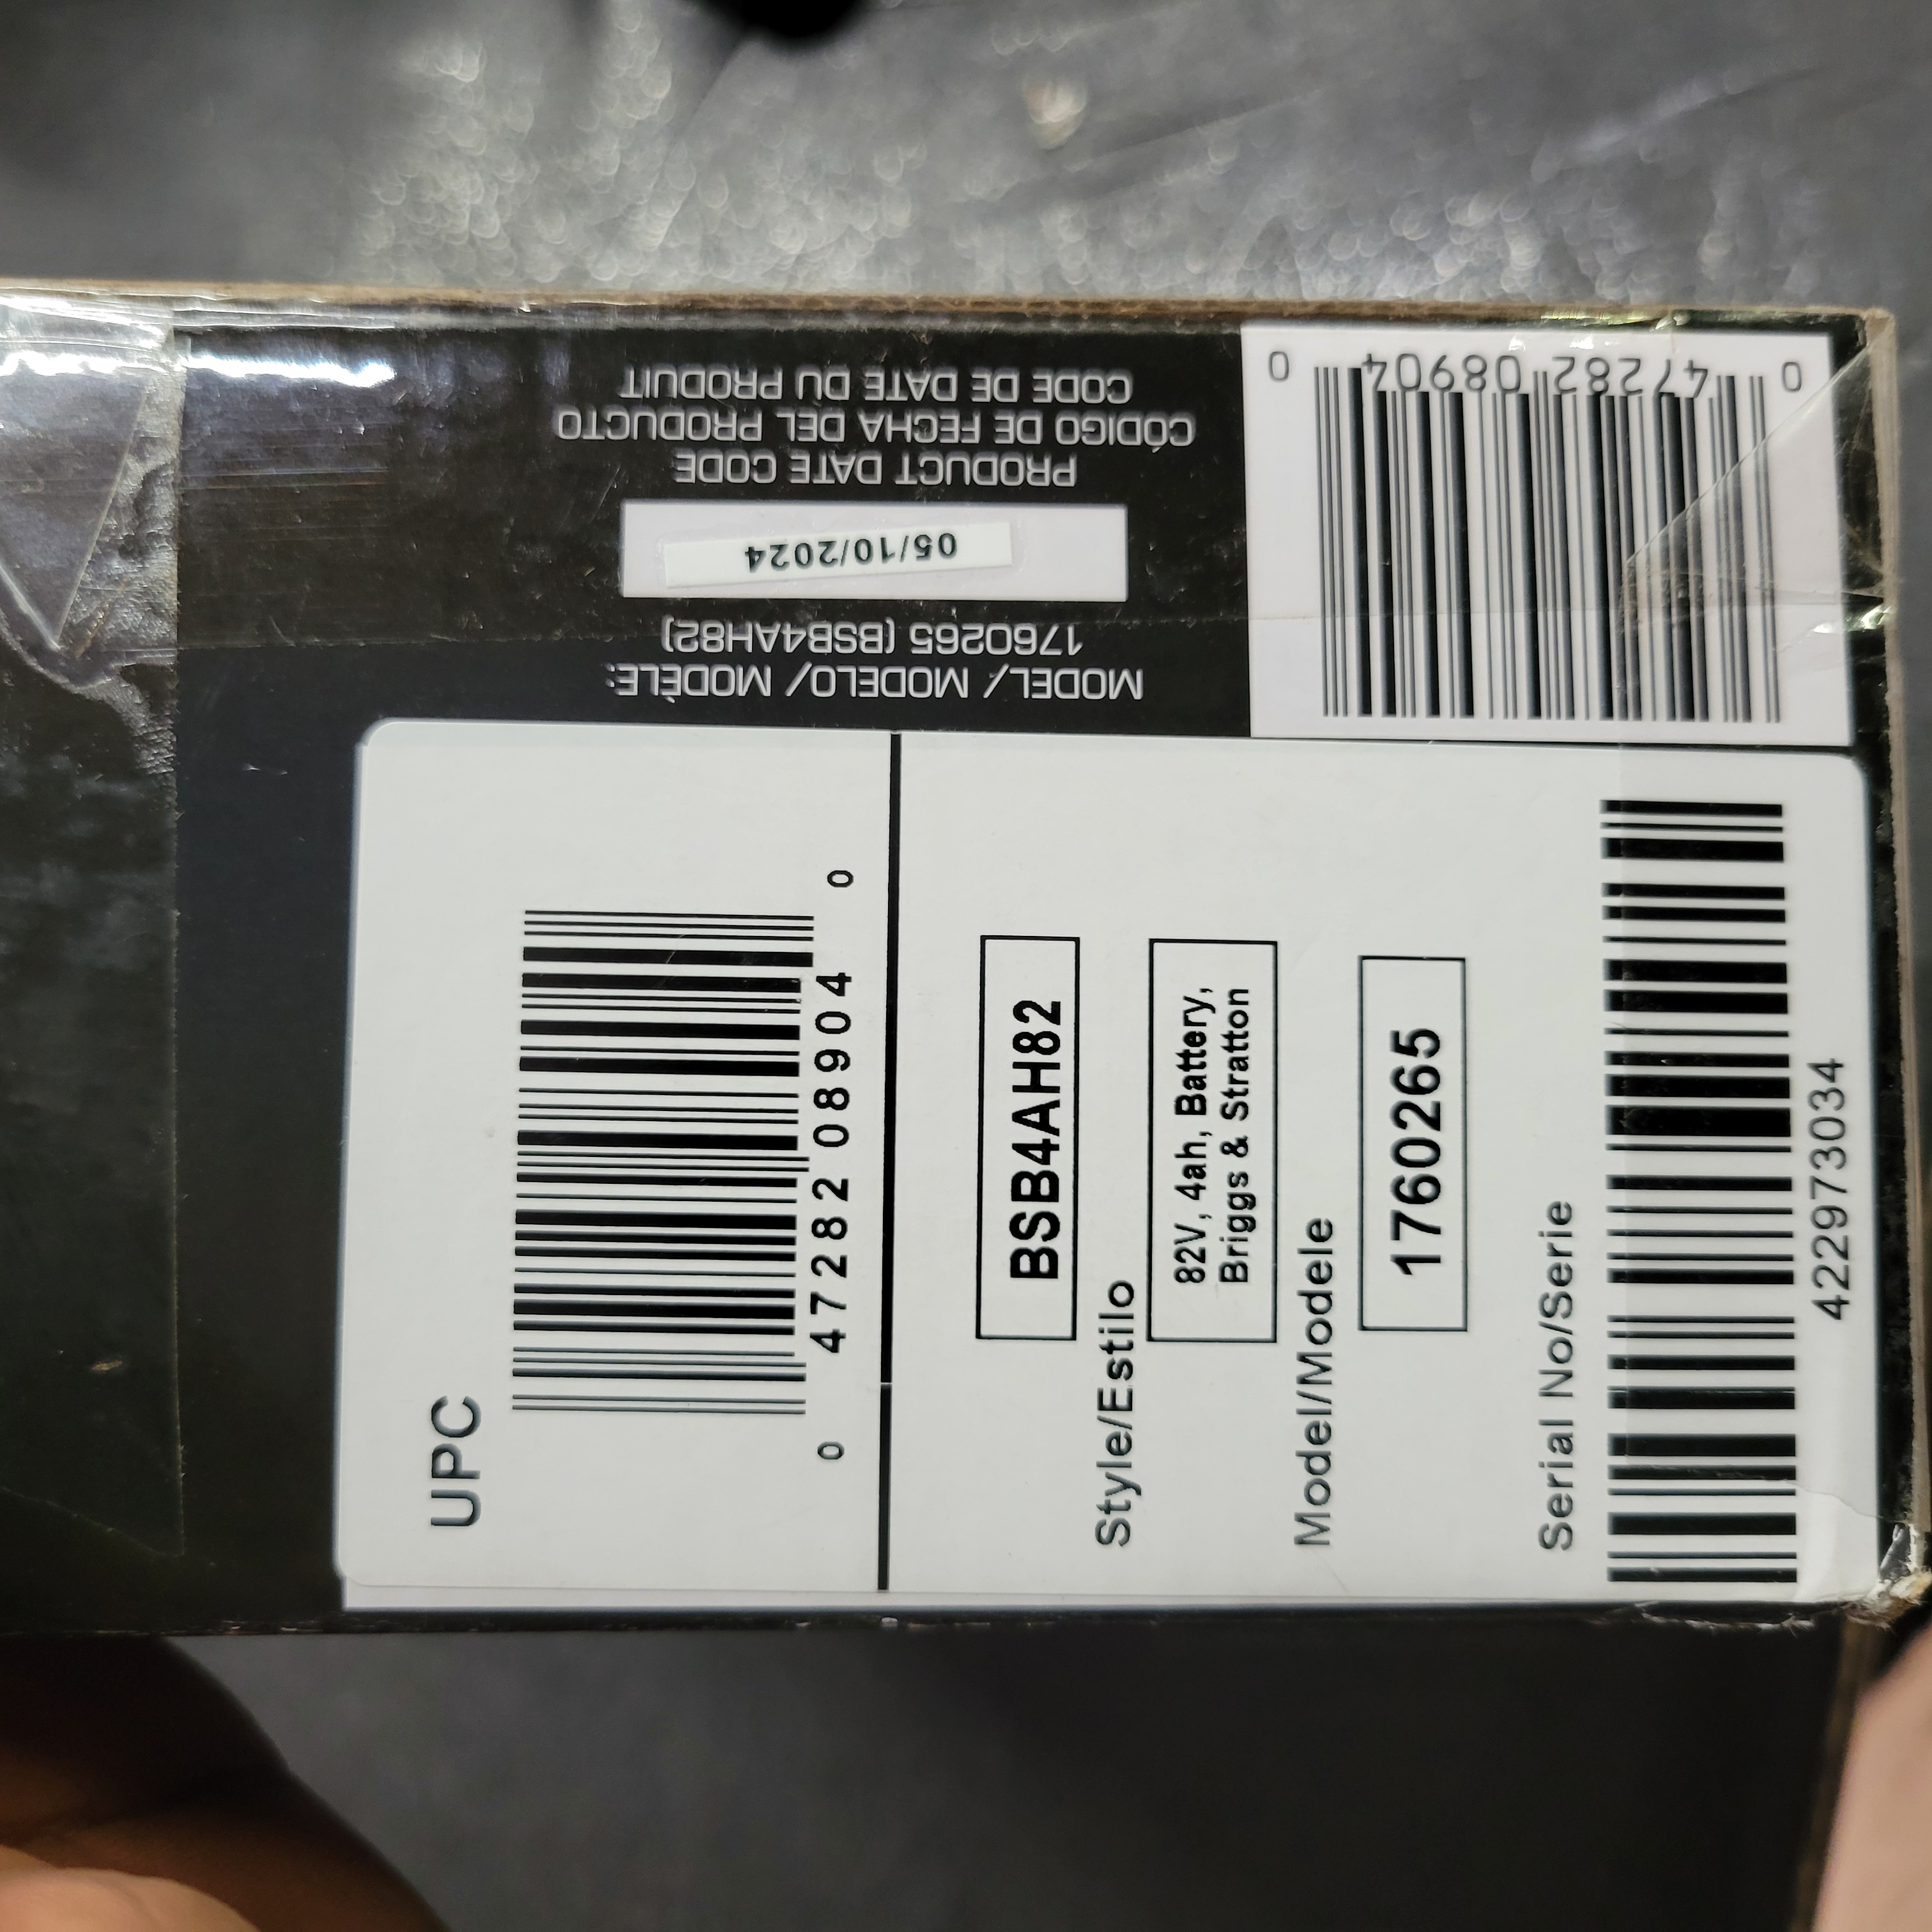 UPC
0 47282 08904 0
BSB4AH82
Style/Estilo
82V, 4ah, Battery,
Briggs & Stratton
Model/Modele
1760265
Serial No/Serie
422973034
MODEL/ MODELO/ MODÈLE:
1760265 (BSB4AH82)
05/10/2024
PRODUCT DATE CODE
CÓDIGO DE FECHA DEL PRODUCTO
CODE DE DATE DU PRODUIT
0 47282 08904 0